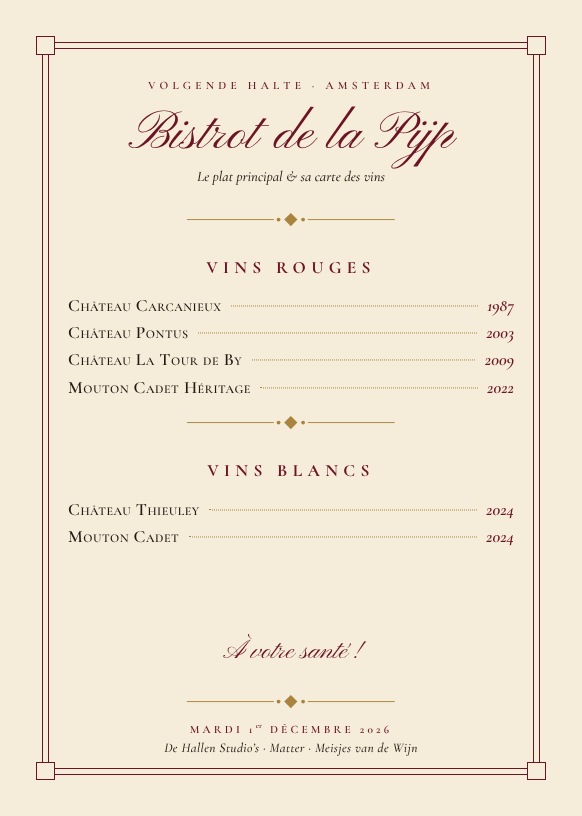 VOLGENDE HALTE · AMSTERDAM
Bistrot de la Pijp
Le plat principal & sa carte des vins
VINS ROUGES
Château Carcanieux 1987
Château Pontus 2003
Château La Tour de By 2009
Mouton Cadet Héritage 2022
VINS BLANCS
Château Thieuley 2024
Mouton Cadet 2024
À votre santé !
MARDI 1er DÉCEMBRE 2026
De Hallen Studio's · Matter · Meisjes van de Wijn